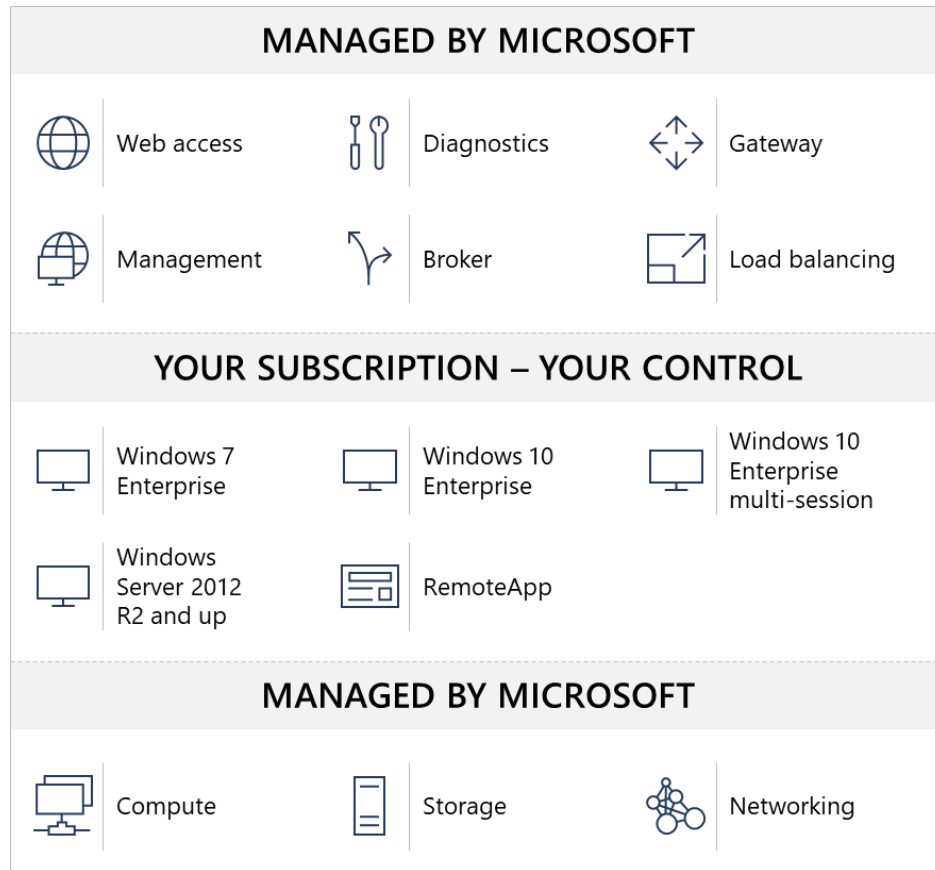 MANAGED BY MICROSOFT
Web access
Diagnostics
Gateway
Management
Broker
Load balancing
YOUR SUBSCRIPTION – YOUR CONTROL
Windows 7
Enterprise
Windows 10
Enterprise
Windows 10
Enterprise
multi-session
Windows
Server 2012
R2 and up
RemoteApp
MANAGED BY MICROSOFT
Compute
Storage
Networking